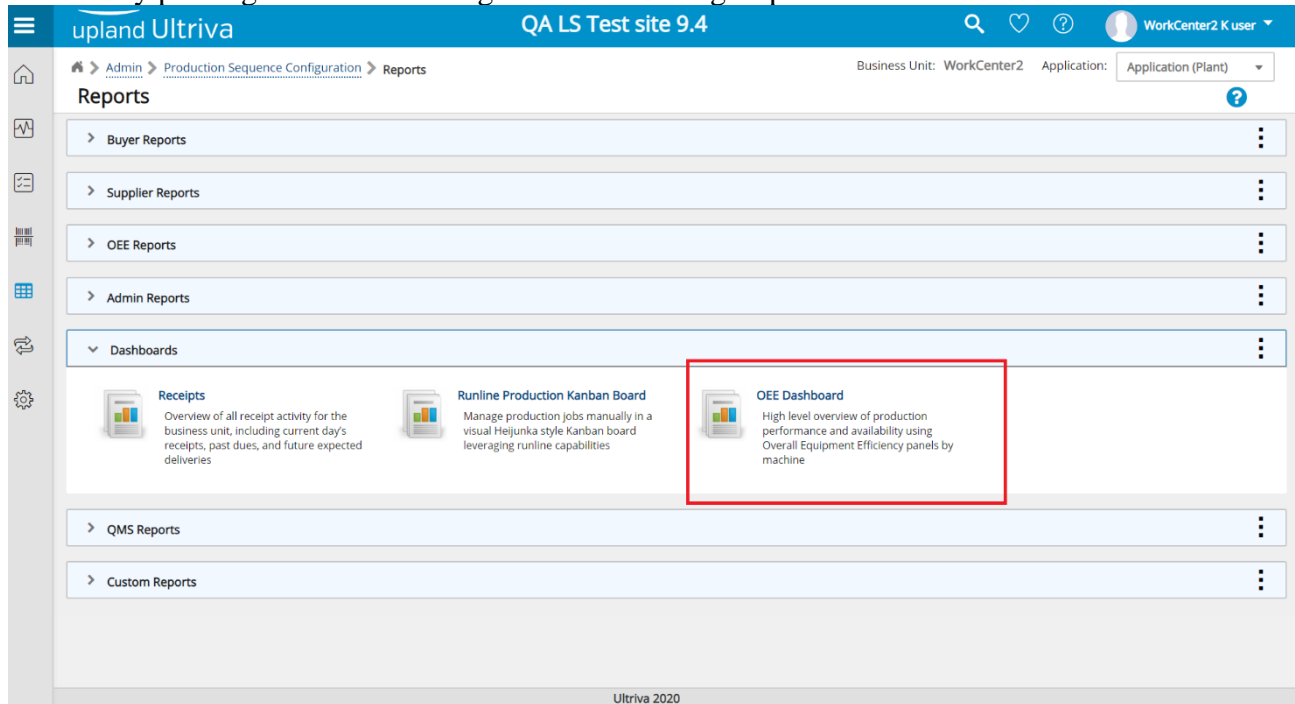 upland Ultriva
QA LS Test site 9.4
WorkCenter2 K user
Admin > Production Sequence Configuration > Reports
Business Unit: WorkCenter2 Application: Application (Plant)
Reports
?
> Buyer Reports
> Supplier Reports
> OEE Reports
> Admin Reports
Dashboards
Receipts
Overview of all receipt activity for the
business unit, including current day's
receipts, past dues, and future expected
deliveries
Runline Production Kanban Board
Manage production jobs manually in a
visual Heijunka style Kanban board
leveraging runline capabilities
OEE Dashboard
High level overview of production
performance and availability using
Overall Equipment Efficiency panels by
machine
> QMS Reports
> Custom Reports
Ultriva 2020